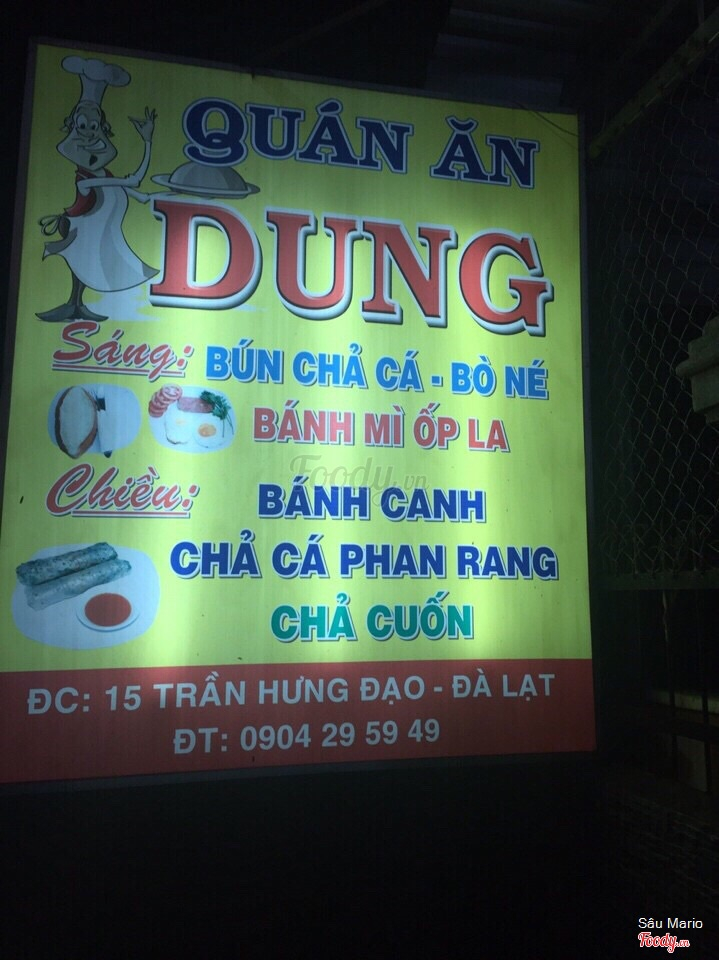 QUÁN ĂN
DUNG
Sáng: BÚN CHẢ CÁ - BÒ NÉ
BÁNH MÌ ỐP LA
Foody.vn
Chiều: BÁNH CANH
CHẢ CÁ PHAN RANG
CHẢ CUỐN
ĐC: 15 TRẦN HƯNG ĐẠO - ĐÀ LẠT
ĐT: 0904 29 59 49
Sâu Mario
Foody.vn